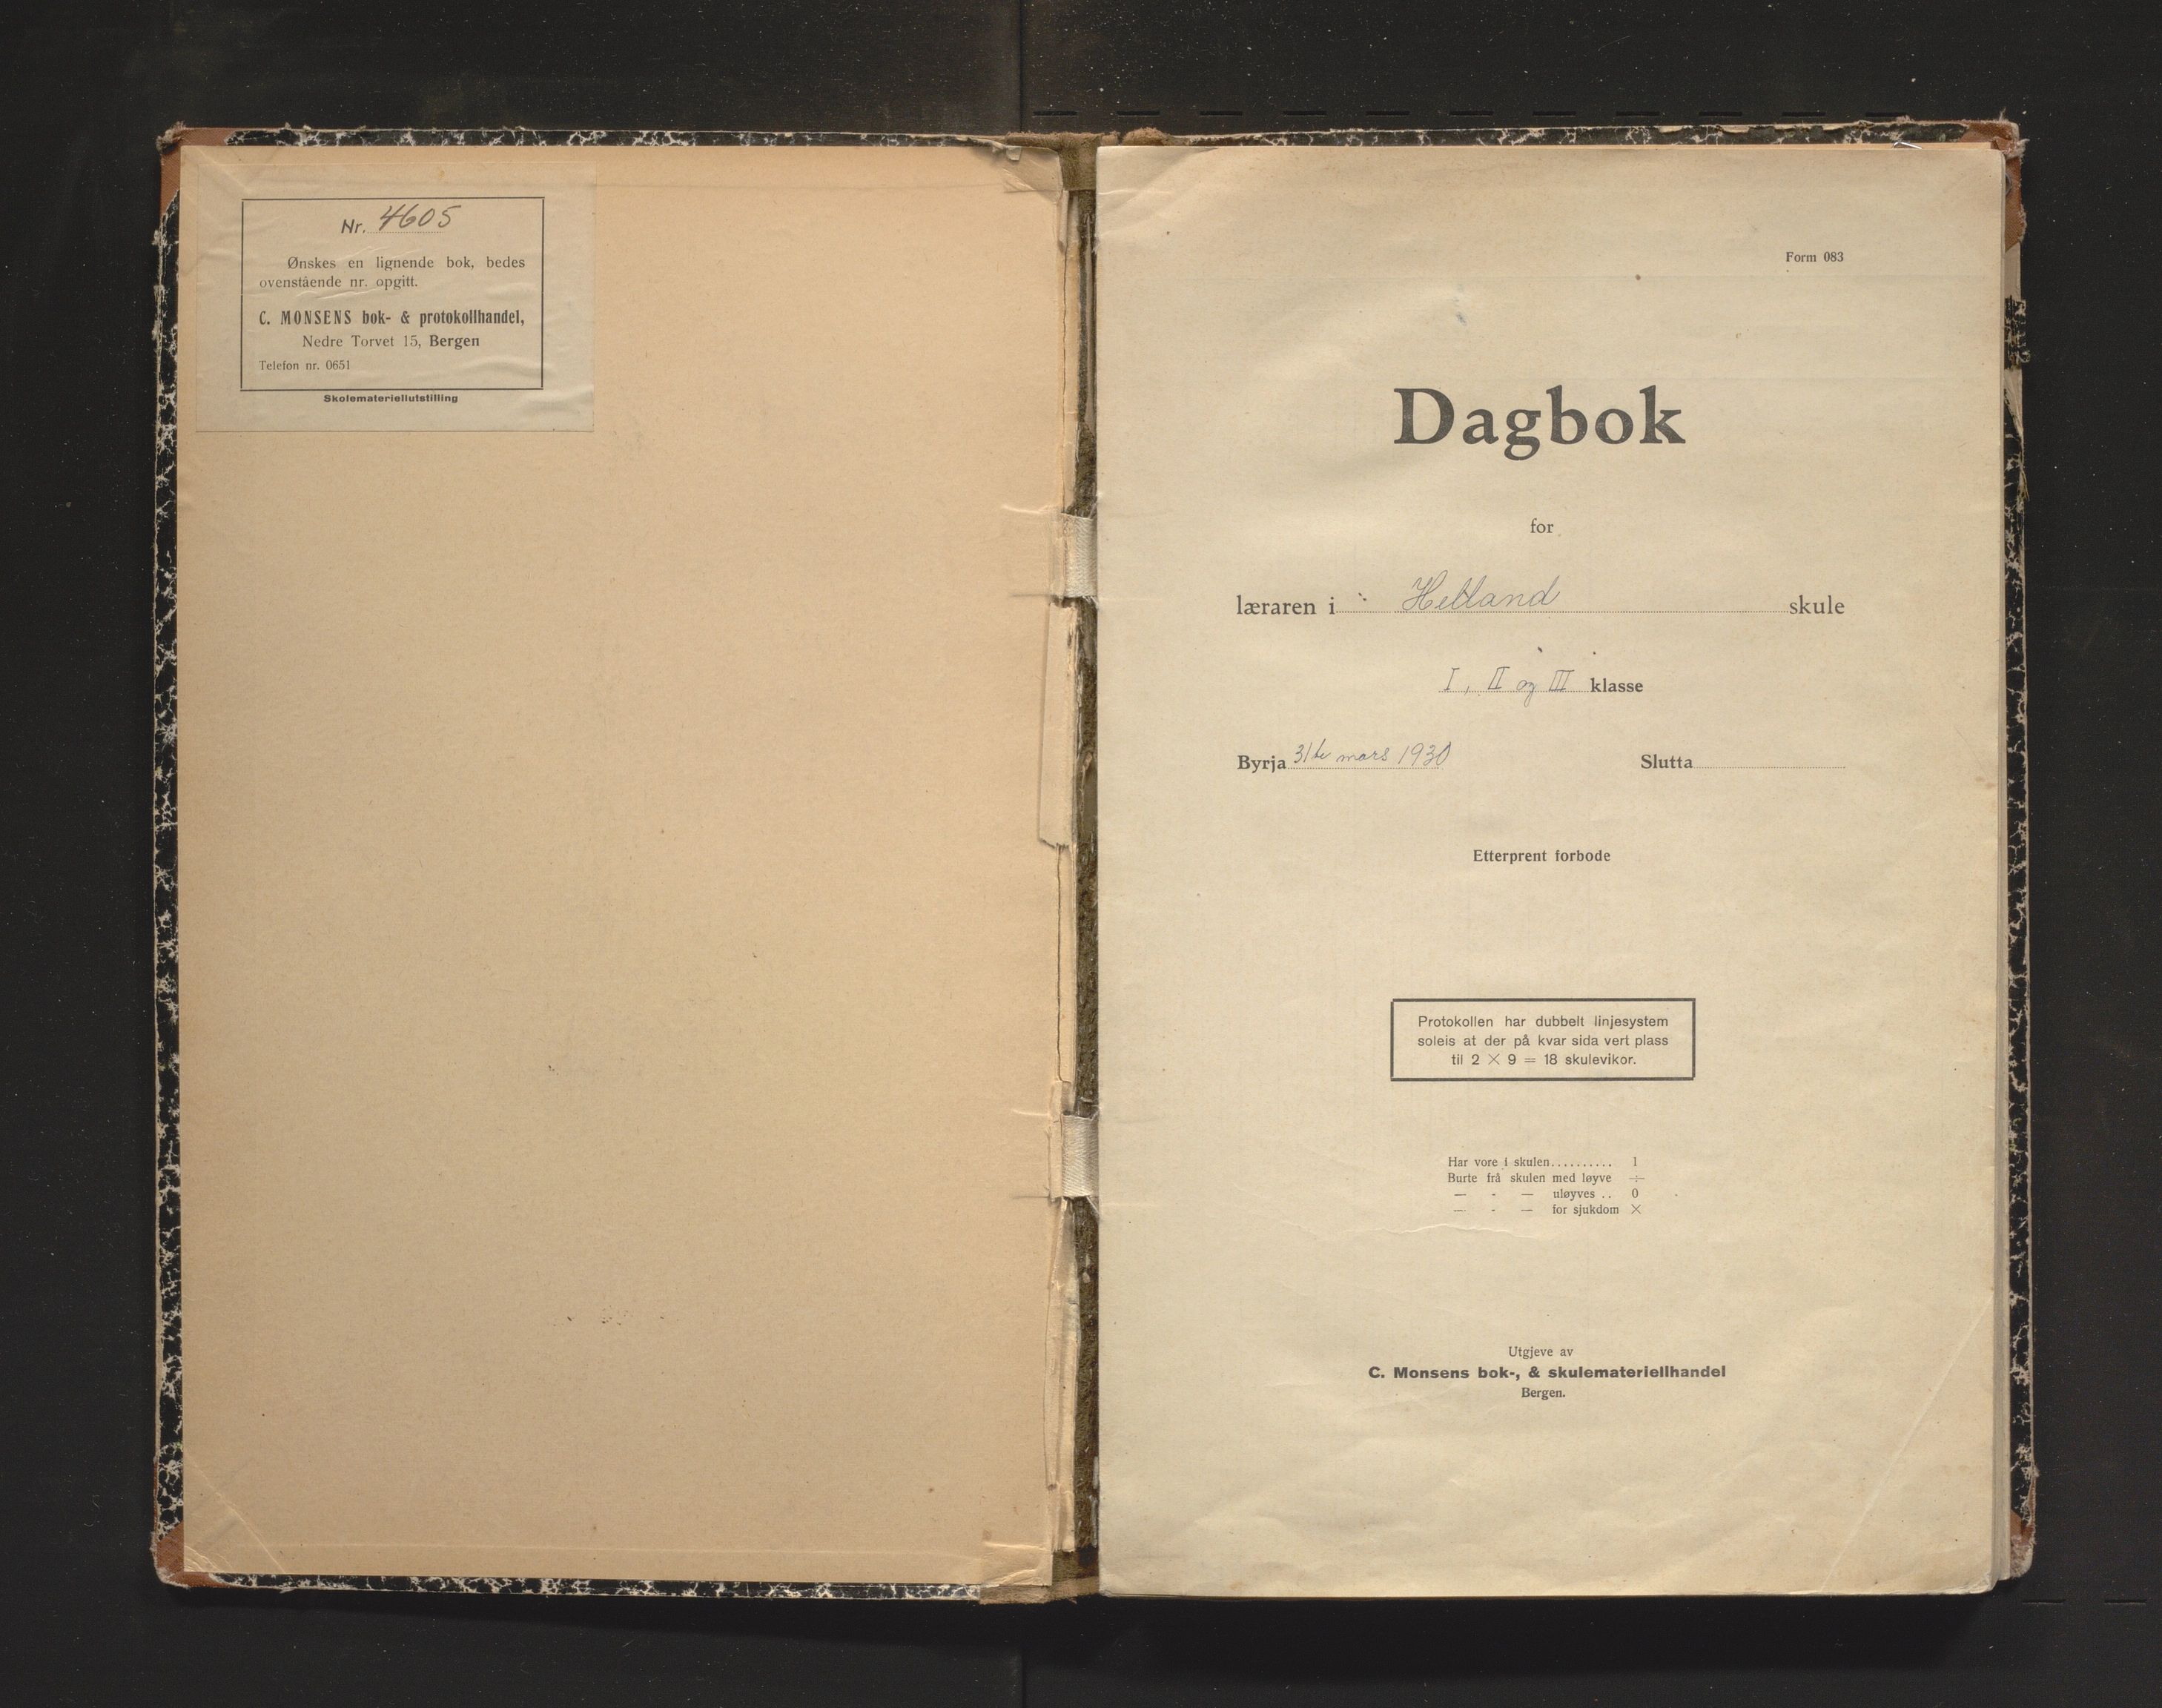 Nr. 4605
Ønskes en lignende bok, bedes
ovenstående nr. opgitt.
C. MONSENS bok- & protokollhandel,
Nedre Torvet 15, Bergen
Telefon nr. 0651
Skolemateriellutstilling
Form 083
Dagbok
for
læraren i Helland skule
I, II og III klasse
Byrja 31te mars 1930 Slutta
Etterprent forbode
Protokollen har dubbelt linjesystem
soleis at der på kvar sida vert plass
til 2 × 9 = 18 skulevikor.
Har vore i skulen.......... 1
Burte frå skulen med løyve ÷
— - — uløyves .. 0
— - — for sjukdom ×
Utgjeve av
C. Monsens bok-, & skulemateriellhandel
Bergen.